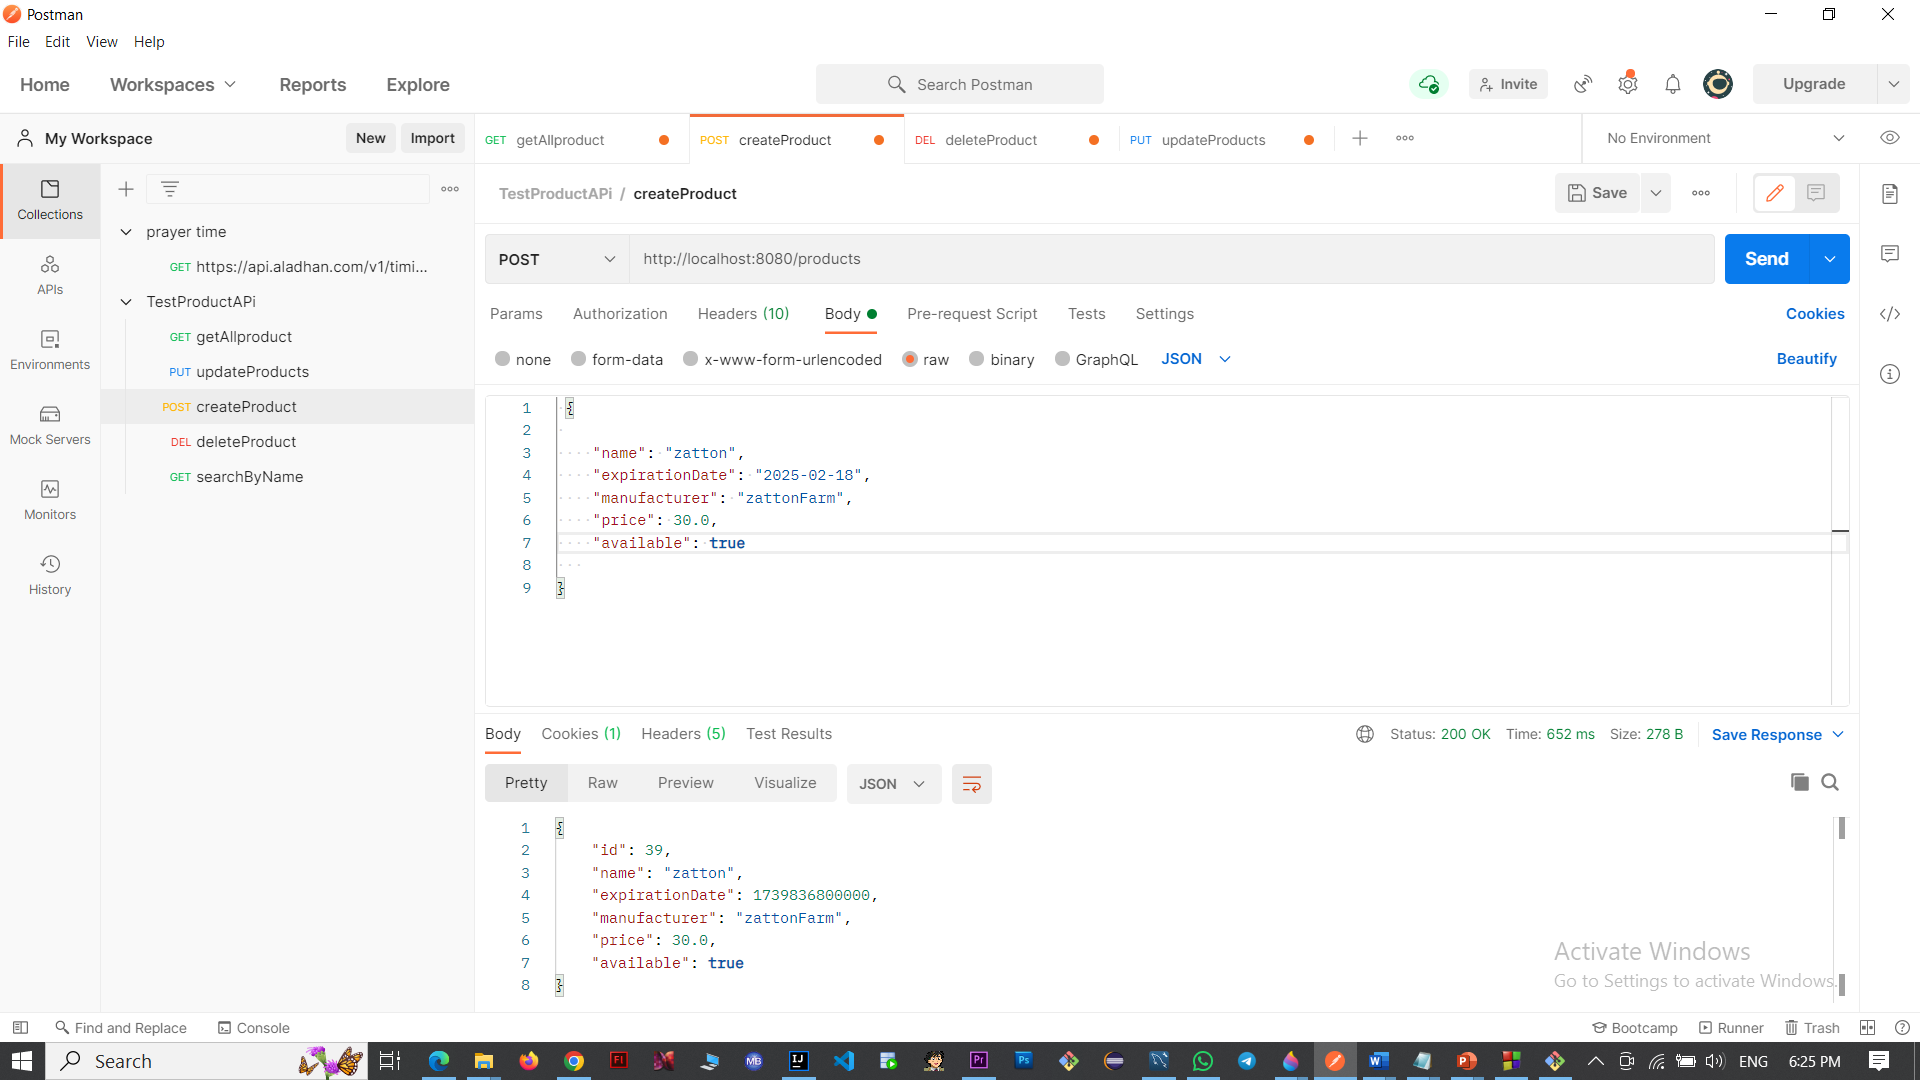 Postman
File Edit View Help
Home Workspaces Reports Explore Search Postman Invite Upgrade
My Workspace New Import GET getAllproduct POST createProduct DEL deleteProduct PUT updateProducts No Environment
TestProductAPi / createProduct Save
Collections
prayer time
GET https://api.aladhan.com/v1/timi...
TestProductAPi
GET getAllproduct
PUT updateProducts
POST createProduct
DEL deleteProduct
GET searchByName
APIs
Environments
Mock Servers
Monitors
History
POST http://localhost:8080/products Send
Params Authorization Headers (10) Body Pre-request Script Tests Settings Cookies
none form-data x-www-form-urlencoded raw binary GraphQL JSON Beautify
1 {
2
3 "name": "zatton",
4 "expirationDate": "2025-02-18",
5 "manufacturer": "zattonFarm",
6 "price": 30.0,
7 "available": true
8
9 }
Body Cookies (1) Headers (5) Test Results Status: 200 OK Time: 652 ms Size: 278 B Save Response
Pretty Raw Preview Visualize JSON
1 {
2 "id": 39,
3 "name": "zatton",
4 "expirationDate": 1739836800000,
5 "manufacturer": "zattonFarm",
6 "price": 30.0,
7 "available": true
8 }
Activate Windows
Go to Settings to activate Windows.
Find and Replace Console Bootcamp Runner Trash
Search ENG 6:25 PM